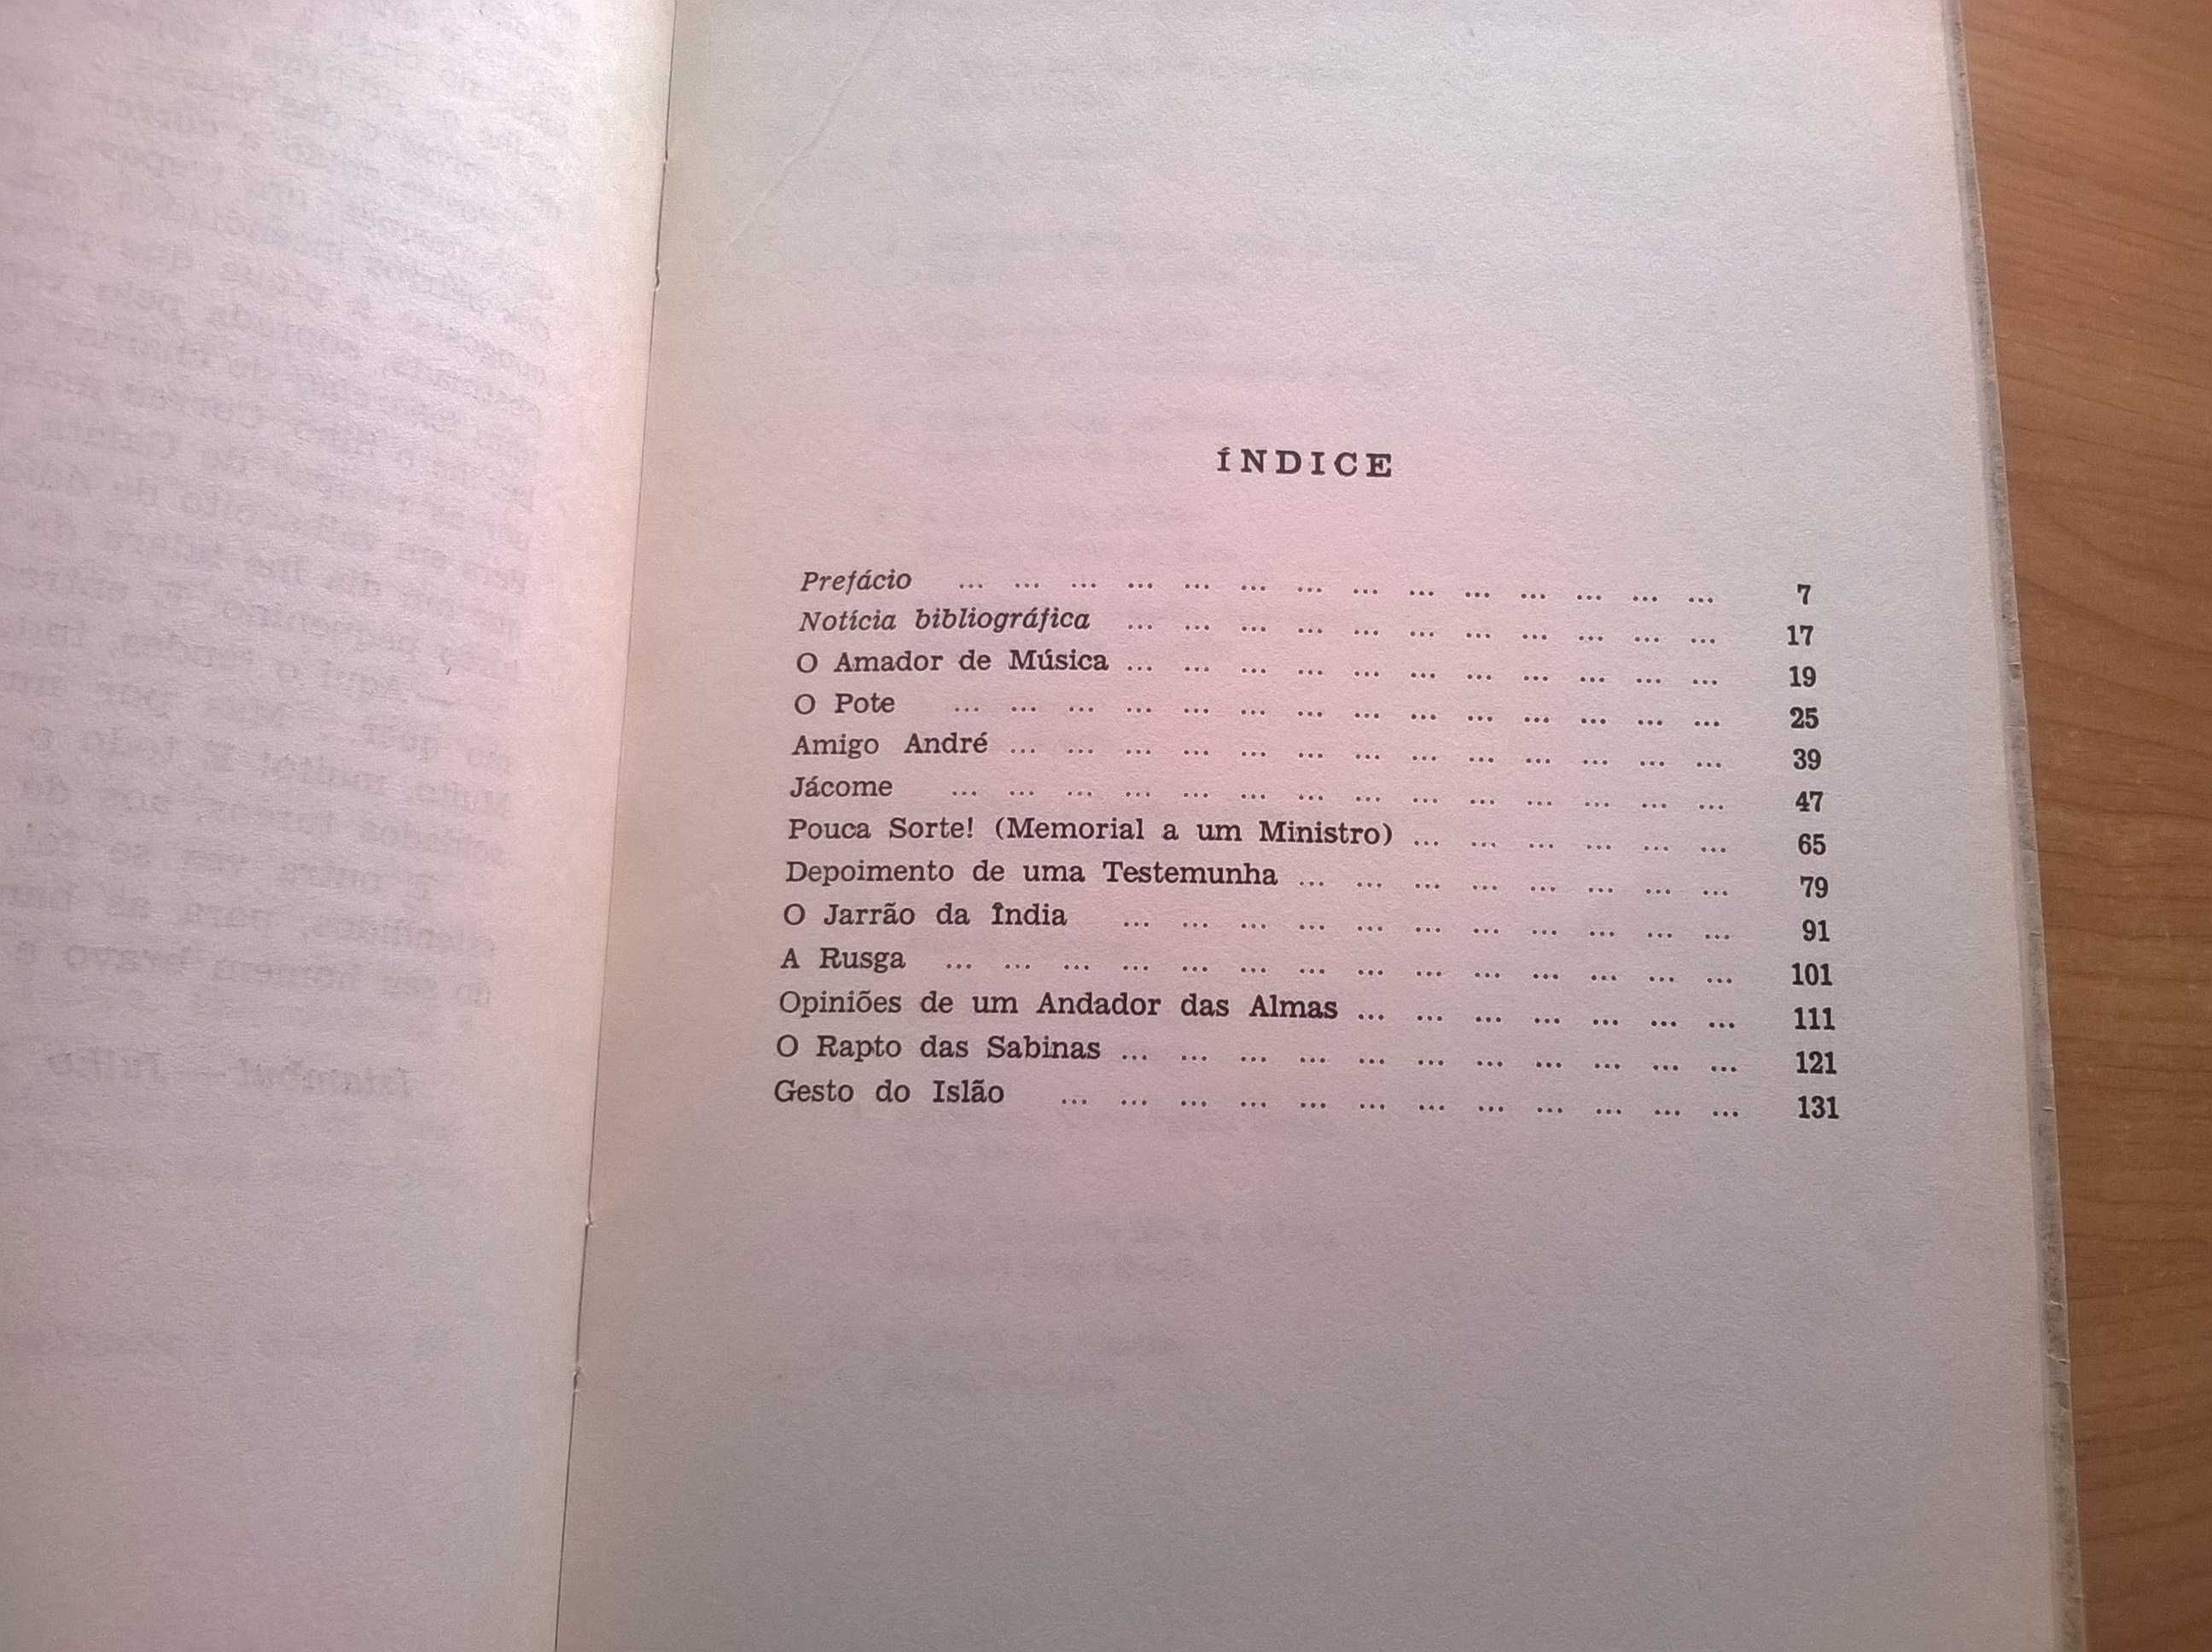 ÍNDICE
Prefácio ... ... ... ... ... ... ... ... ... ... ... ... ... ... 7
Notícia bibliográfica ... ... ... ... ... ... ... ... ... ... ... 17
O Amador de Música ... ... ... ... ... ... ... ... ... ... ... 19
O Pote ... ... ... ... ... ... ... ... ... ... ... ... ... ... 25
Amigo André ... ... ... ... ... ... ... ... ... ... ... ... ... 39
Jácome ... ... ... ... ... ... ... ... ... ... ... ... ... ... 47
Pouca Sorte! (Memorial a um Ministro) ... ... ... ... ... ... 65
Depoimento de uma Testemunha ... ... ... ... ... ... ... ... 79
O Jarrão da Índia ... ... ... ... ... ... ... ... ... ... ... 91
A Rusga ... ... ... ... ... ... ... ... ... ... ... ... ... ... 101
Opiniões de um Andador das Almas ... ... ... ... ... ... ... 111
O Rapto das Sabinas ... ... ... ... ... ... ... ... ... ... ... 121
Gesto do Islão ... ... ... ... ... ... ... ... ... ... ... ... 131